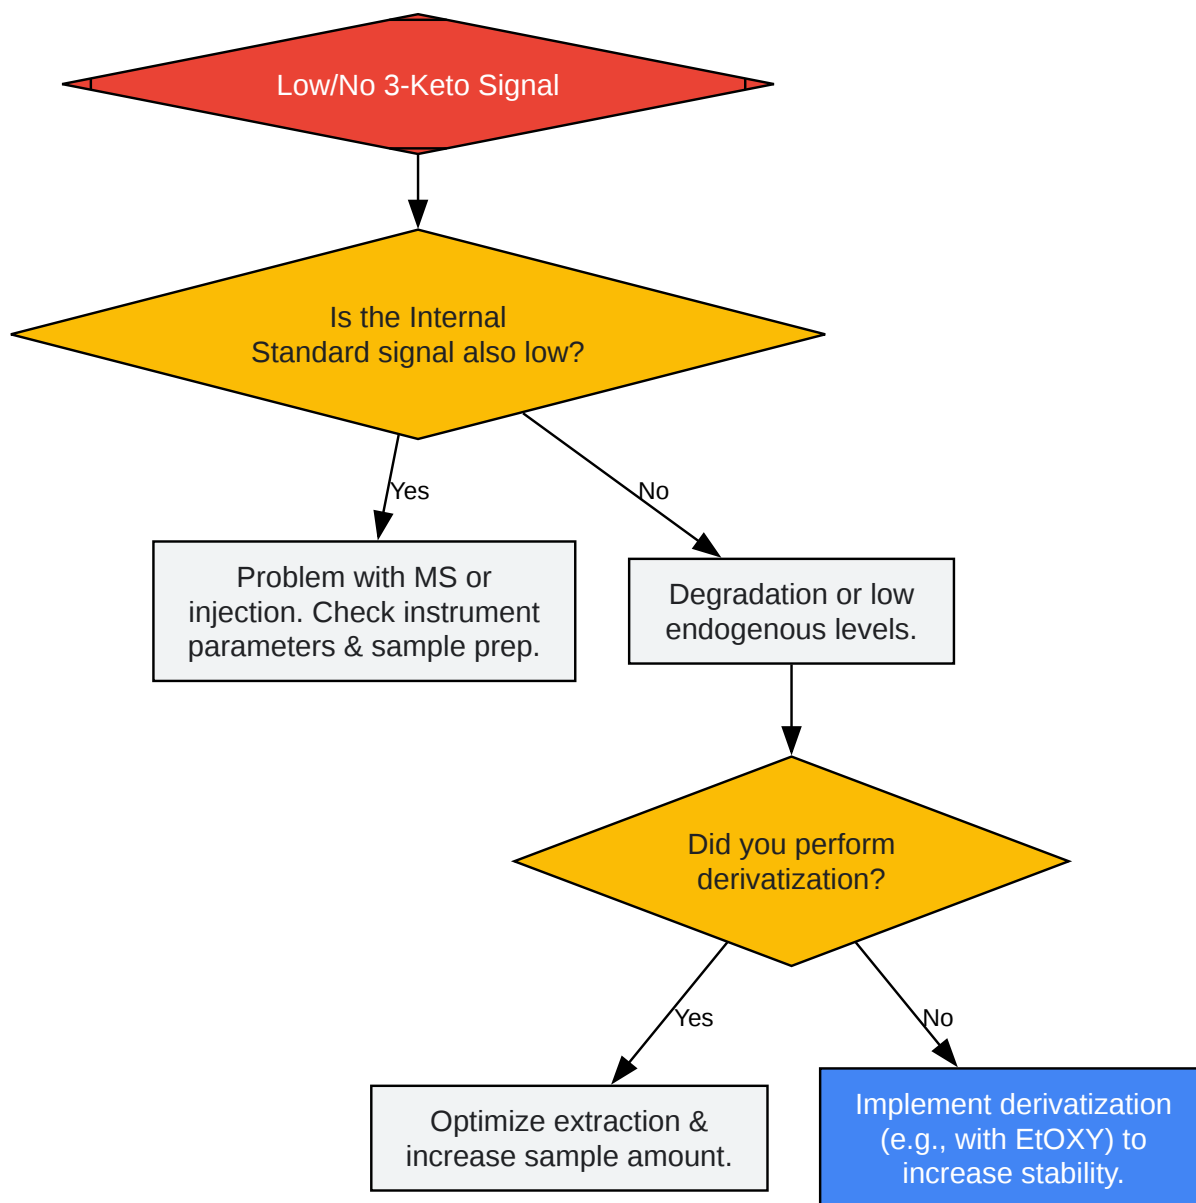 Low/No 3-Keto Signal
Is the Internal
Standard signal also low?
Yes
No
Problem with MS or
injection. Check instrument
parameters & sample prep.
Degradation or low
endogenous levels.
Did you perform
derivatization?
Yes
No
Optimize extraction &
increase sample amount.
Implement derivatization
(e.g., with EtOXY) to
increase stability.